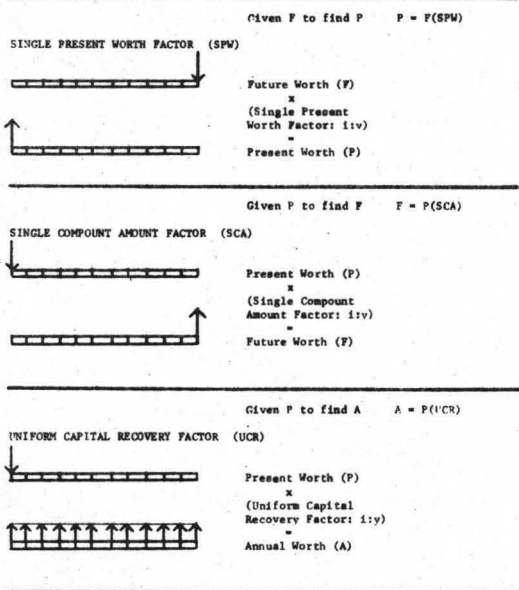 Given F to find P P = F(SPW)
SINGLE PRESENT WORTH FACTOR (SPW)
Future Worth (F)
x
(Single Present
Worth Factor: i:v)
=
Present Worth (P)
Given P to find F F = P(SCA)
SINGLE COMPOUNT AMOUNT FACTOR (SCA)
Present Worth (P)
x
(Single Compount
Amount Factor: i:v)
=
Future Worth (F)
Given P to find A A = P(UCR)
UNIFORM CAPITAL RECOVERY FACTOR (UCR)
Present Worth (P)
x
(Uniform Capital
Recovery Factor: i:y)
=
Annual Worth (A)